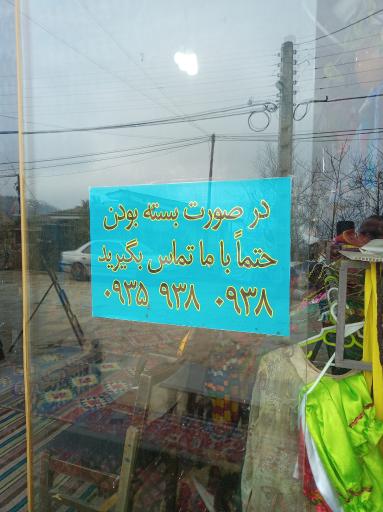 در صورت بسته بودن
حتماً با ما تماس بگیرید
۰۹۳۵ ۹۳۸ ۰۹۳۸